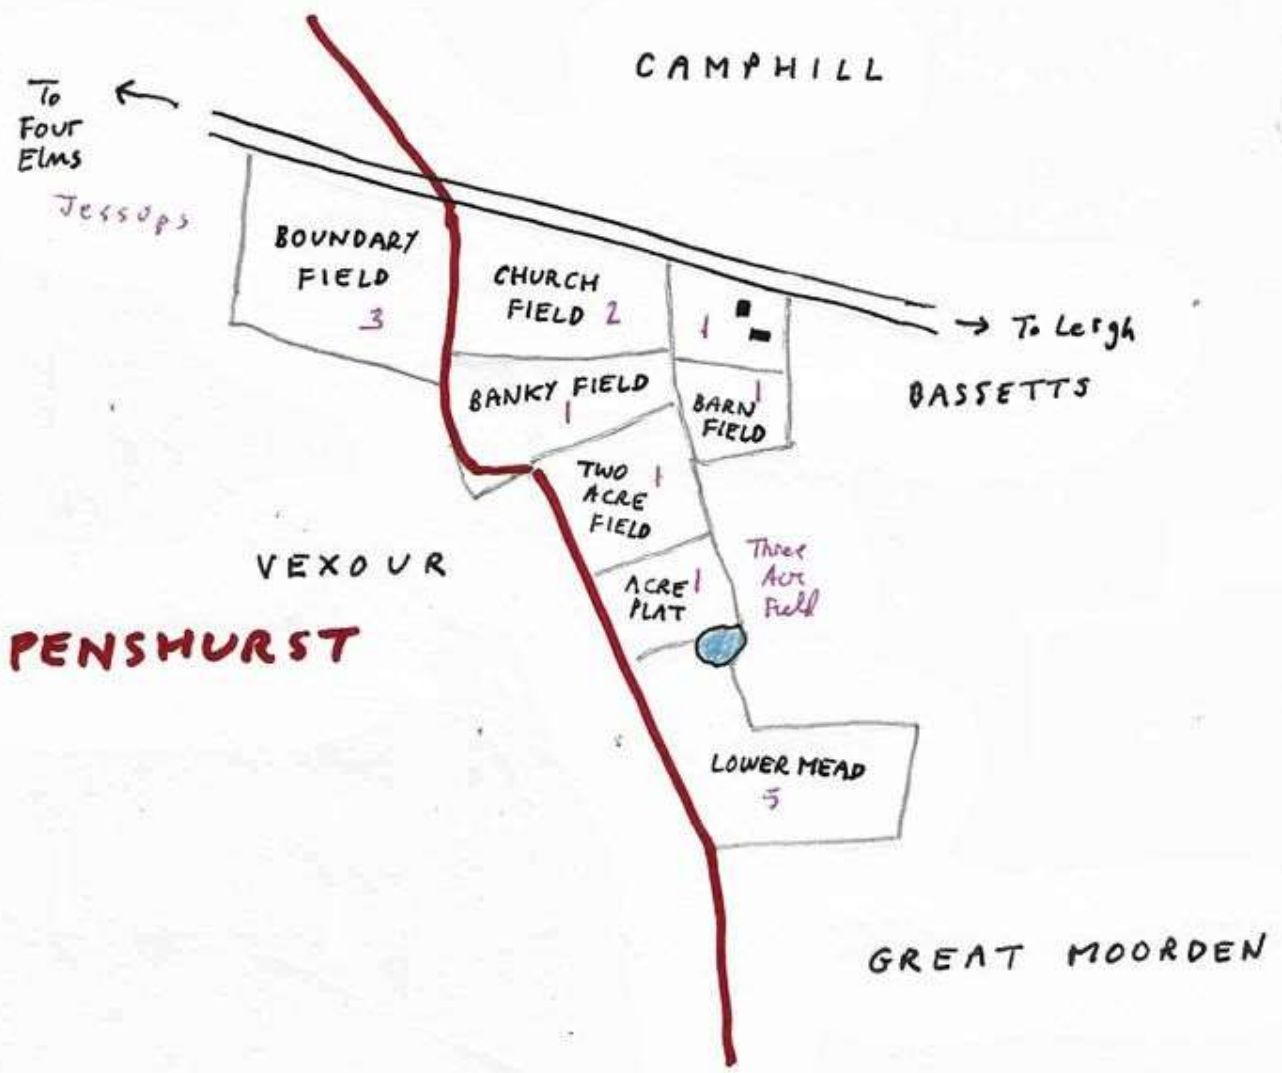 CAMPHILL
To
Four
Elms
Jessups
BOUNDARY
FIELD
3
CHURCH
FIELD 2
1
To Leigh
BASSETTS
BANKY FIELD
1
BARN 1
FIELD
TWO 1
ACRE
FIELD
VEXOUR
Three
Acre
Field
ACRE 1
PLAT
PENSHURST
LOWER MEAD
5
GREAT MOORDEN